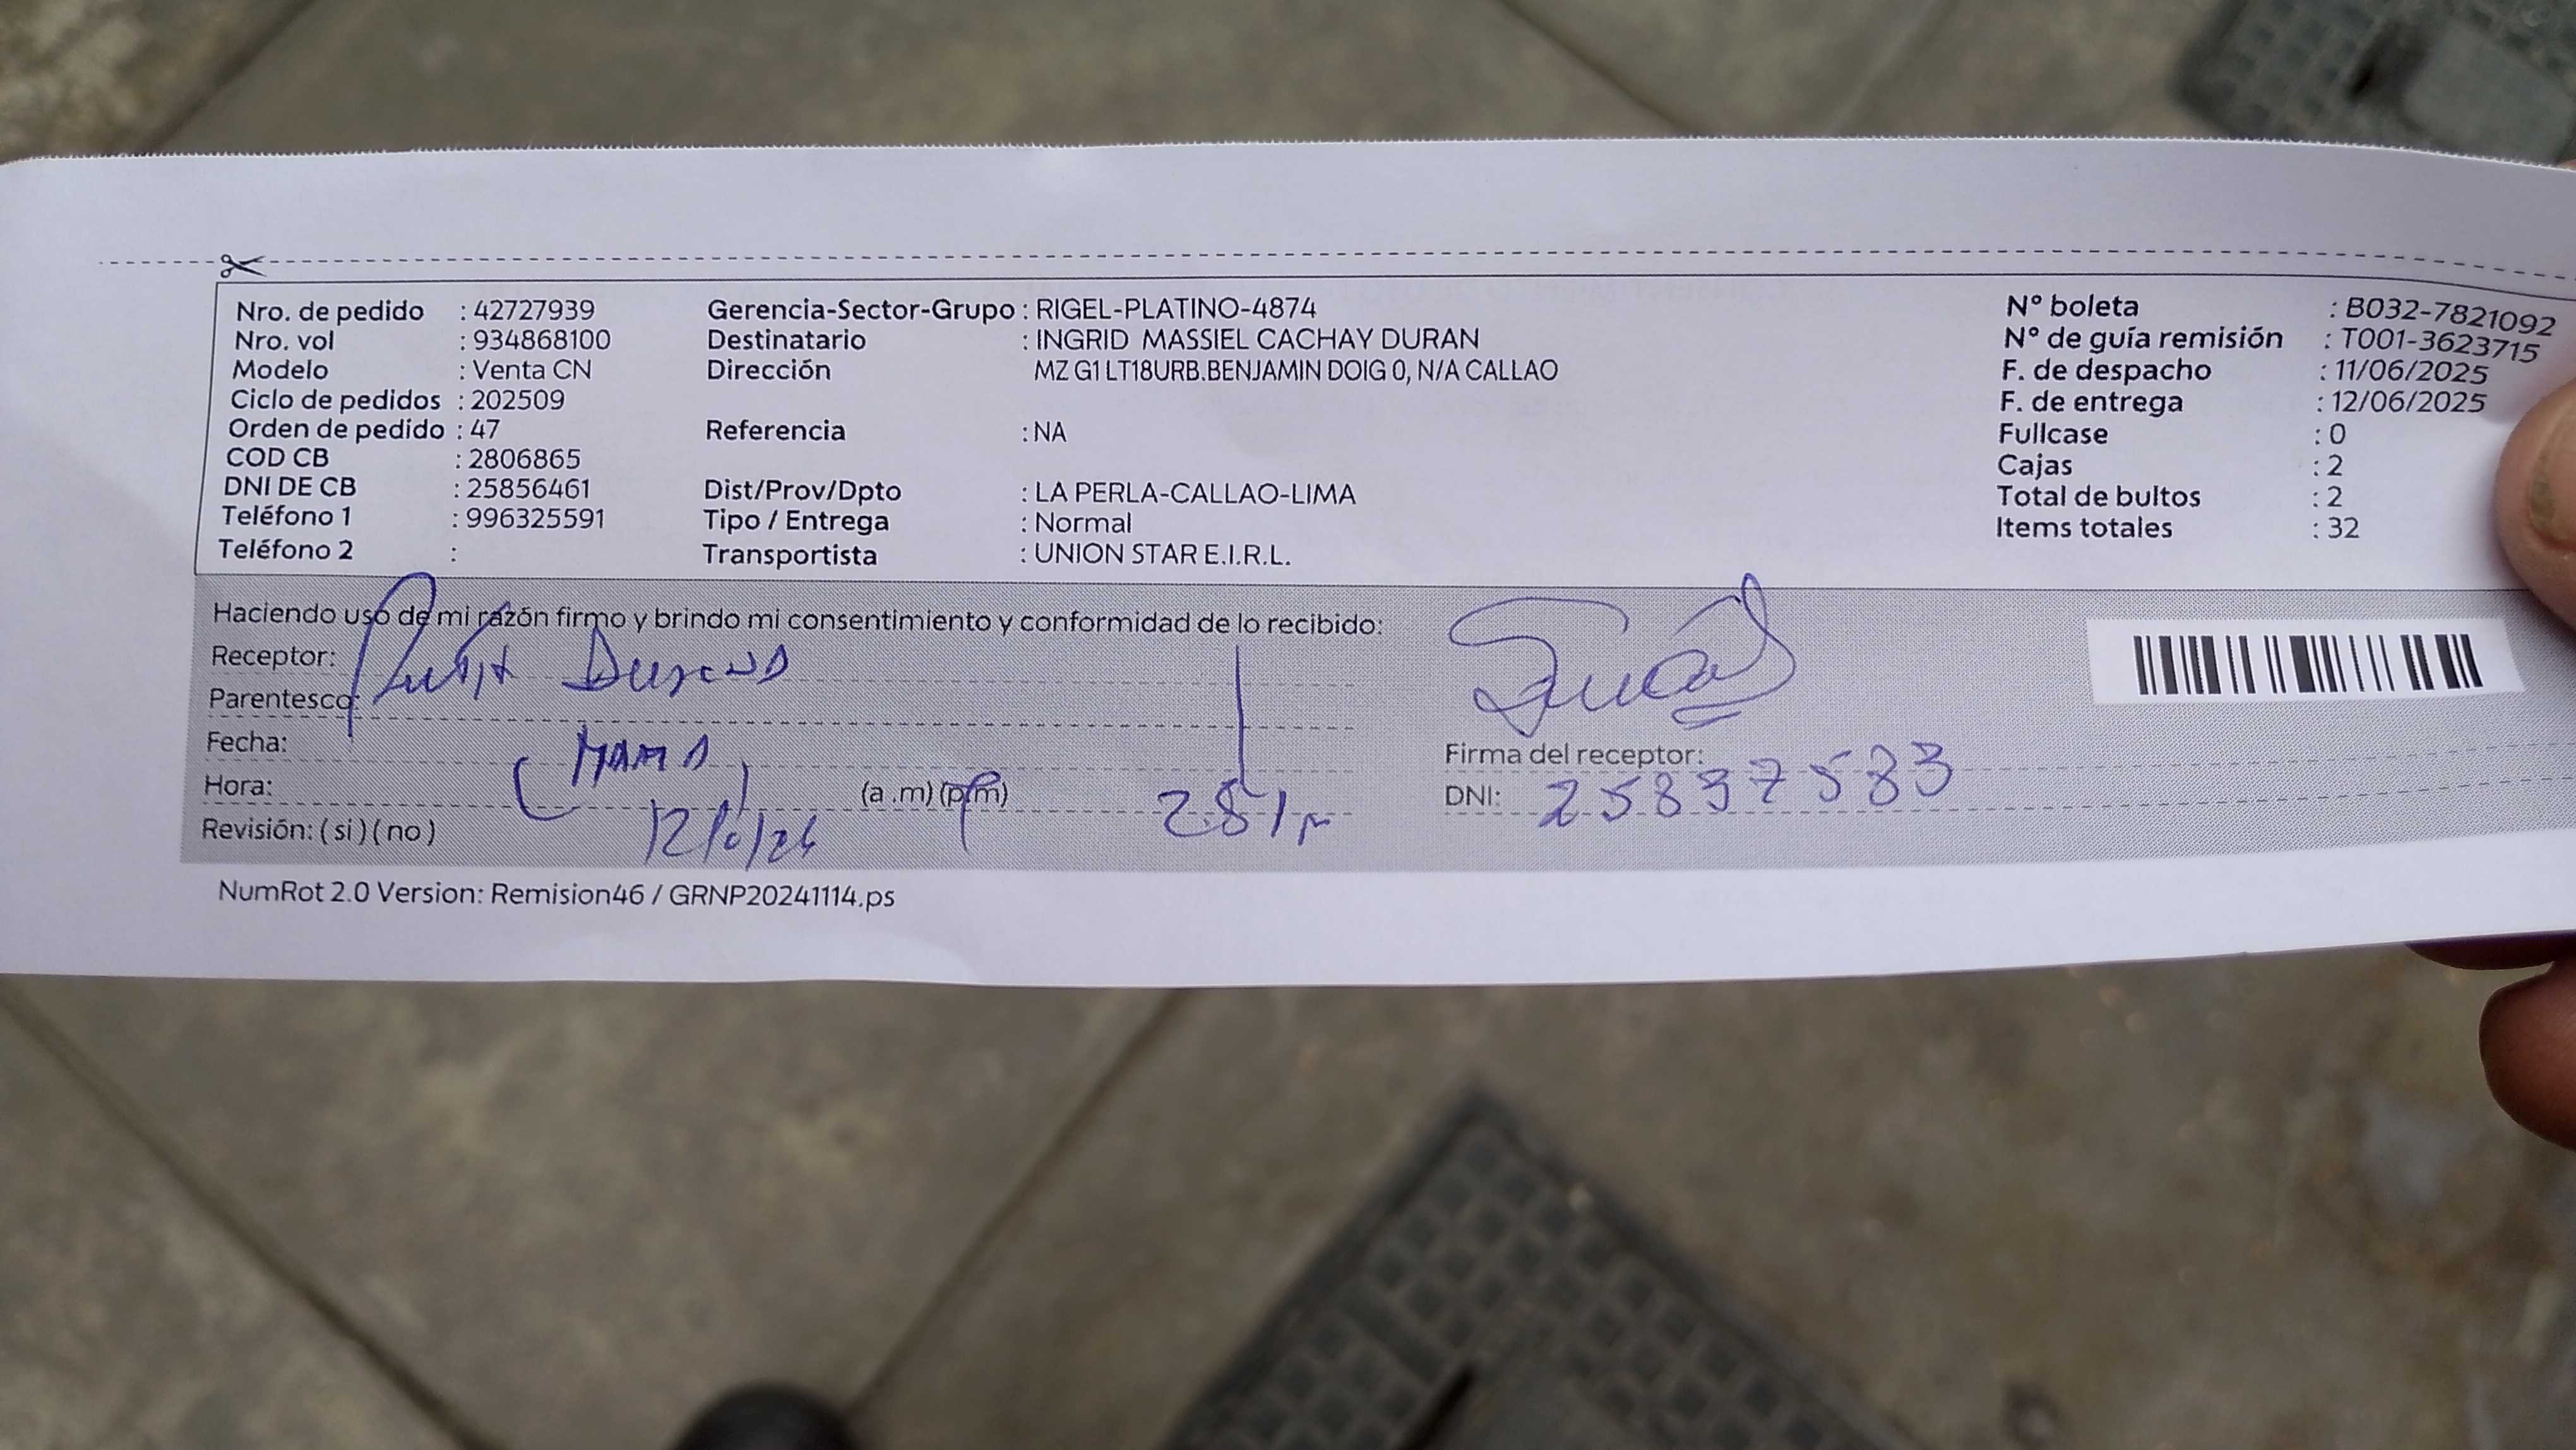 Nro. de pedido : 42727939
Nro. vol : 934868100
Modelo : Venta CN
Ciclo de pedidos : 202509
Orden de pedido : 47
COD CB : 2806865
DNI DE CB : 25856461
Teléfono 1 : 996325591
Teléfono 2 :
Gerencia-Sector-Grupo : RIGEL-PLATINO-4874
Destinatario : INGRID MASSIEL CACHAY DURAN
Dirección MZ G1 LT18URB.BENJAMIN DOIG 0, N/A CALLAO
Referencia : NA
Dist/Prov/Dpto : LA PERLA-CALLAO-LIMA
Tipo / Entrega : Normal
Transportista : UNION STAR E.I.R.L.
N° boleta : B032-7821092
N° de guía remisión : T001-3623715
F. de despacho : 11/06/2025
F. de entrega : 12/06/2025
Fullcase : 0
Cajas : 2
Total de bultos : 2
Items totales : 32
Haciendo uso de mi razón firmo y brindo mi consentimiento y conformidad de lo recibido:
Receptor:
Parentesco:
Fecha: MAMA
Hora: (a .m) (p.m)
Revisión: ( si ) ( no )
Firma del receptor:
DNI: 25837583
NumRot 2.0 Version: Remision46 / GRNP20241114.ps